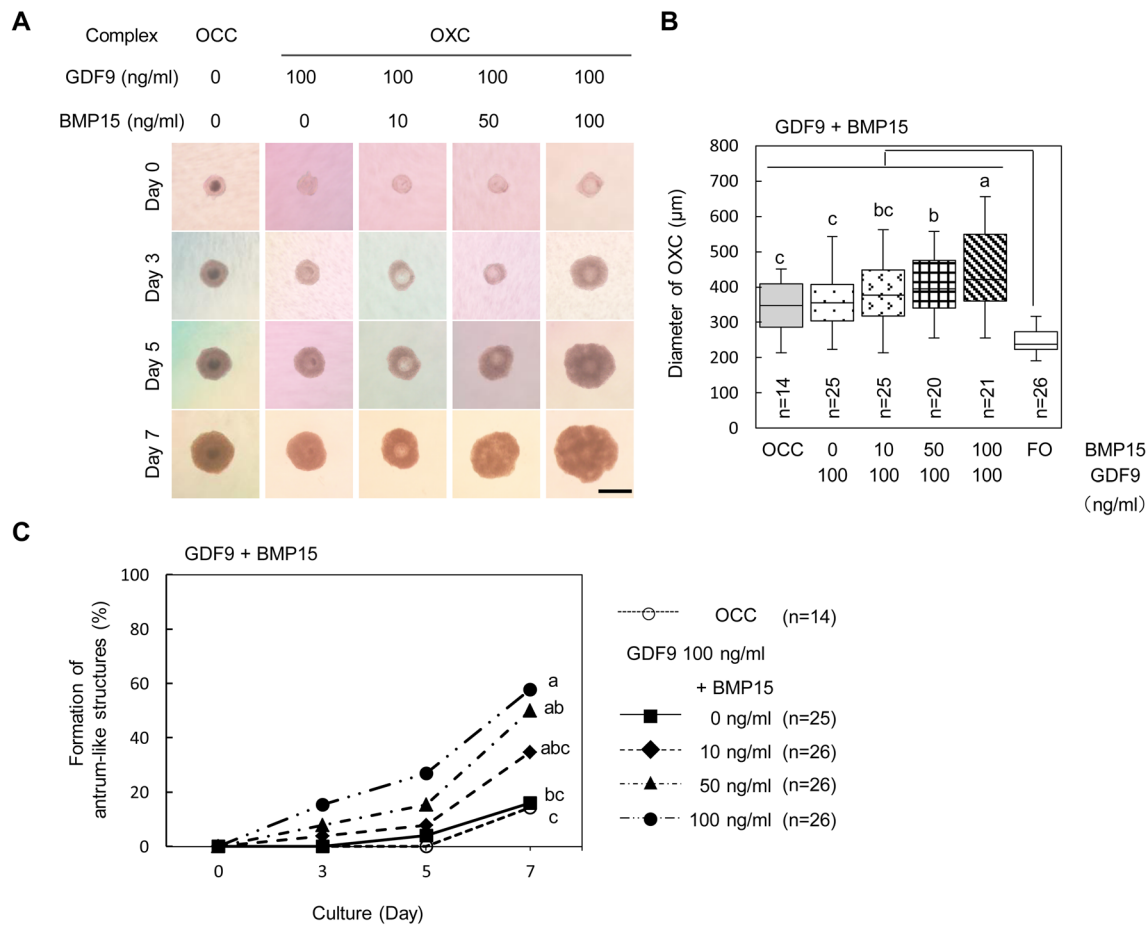 A
Complex OCC OXC
GDF9 (ng/ml) 0 100 100 100 100
BMP15 (ng/ml) 0 0 10 50 100
Day 0
Day 3
Day 5
Day 7
B
GDF9 + BMP15
Diameter of OXC (μm)
800
700
600
500
400
300
200
100
0
c c bc b a
n=14 n=25 n=25 n=20 n=21 n=26
OCC 0 10 50 100 FO BMP15
100 100 100 100 GDF9
(ng/ml)
C
GDF9 + BMP15
Formation of
antrum-like structures (%)
100
80
60
40
20
0
a
ab
abc
bc
c
0 3 5 7
Culture (Day)
OCC (n=14)
GDF9 100 ng/ml
+ BMP15
0 ng/ml (n=25)
10 ng/ml (n=26)
50 ng/ml (n=26)
100 ng/ml (n=26)